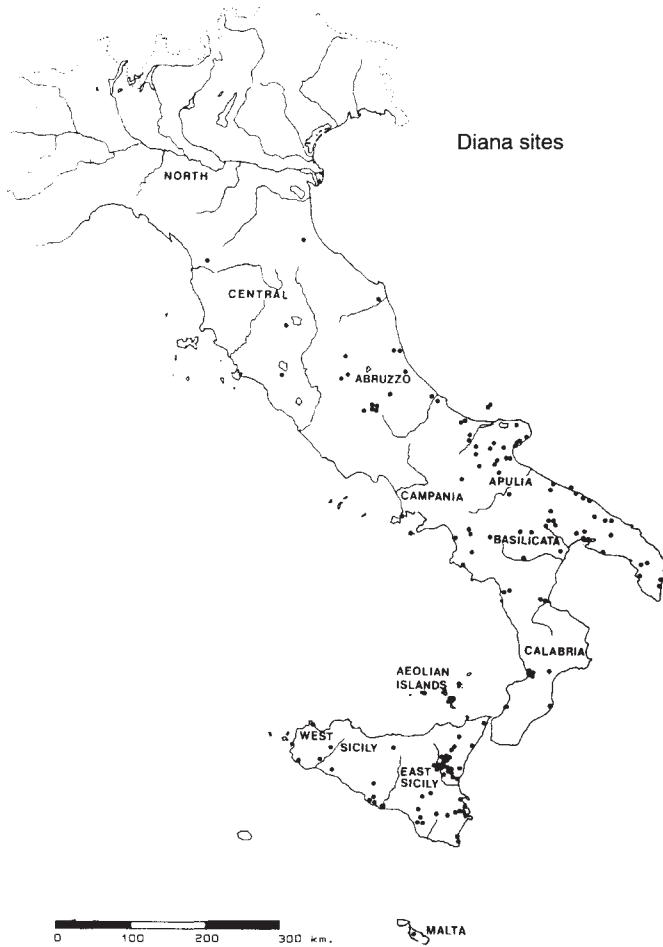 Diana sites
NORTH
CENTRAL
ABRUZZO
CAMPANIA
APULIA
BASILICATA
CALABRIA
AEOLIAN
ISLANDS
WEST
SICILY
EAST
SICILY
MALTA
0 100 200 300 km.